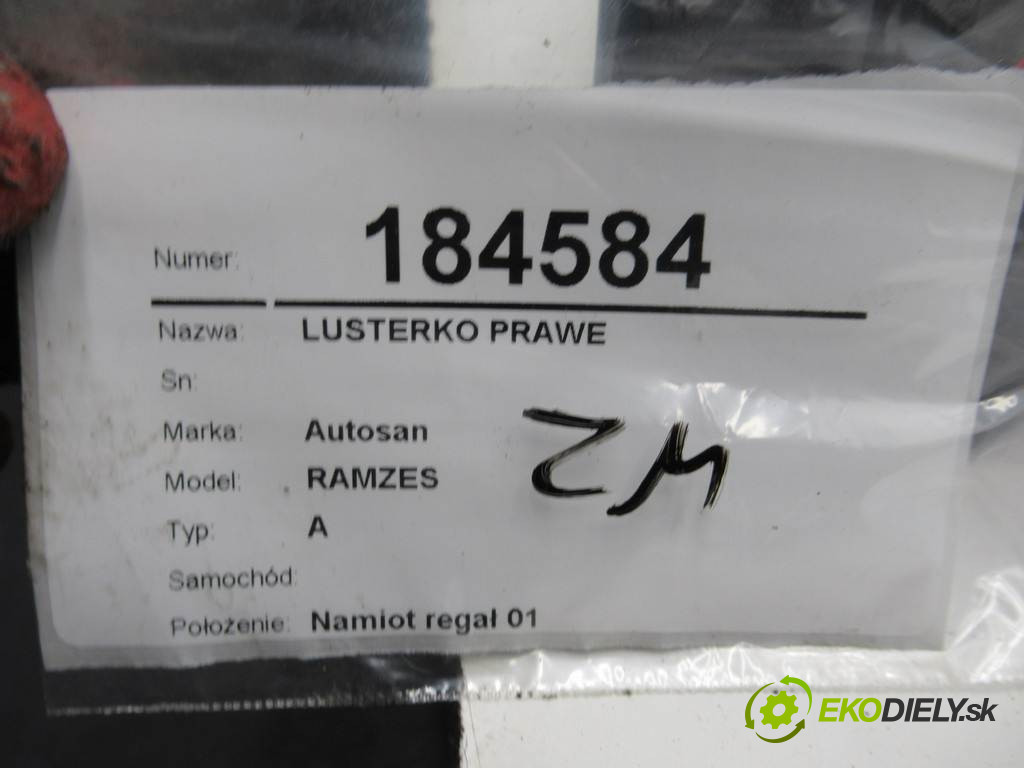 Numer: 184584
Nazwa: LUSTERKO PRAWE
Sn:
Marka: Autosan
Model: RAMZES
ZM
Typ: A
Samochód:
Położenie: Namiot regał 01
EKODIELY.sk